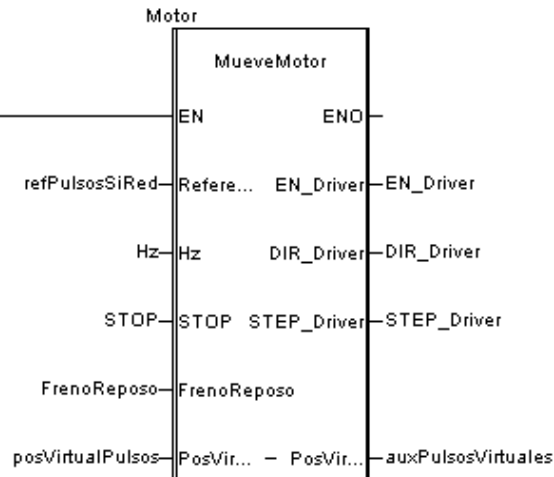 Motor
MueveMotor
EN ENO
refPulsosSiRed Refere... EN_Driver EN_Driver
Hz Hz DIR_Driver DIR_Driver
STOP STOP STEP_Driver STEP_Driver
FrenoReposo FrenoReposo
posVirtualPulsos PosVir... – PosVir... auxPulsosVirtuales